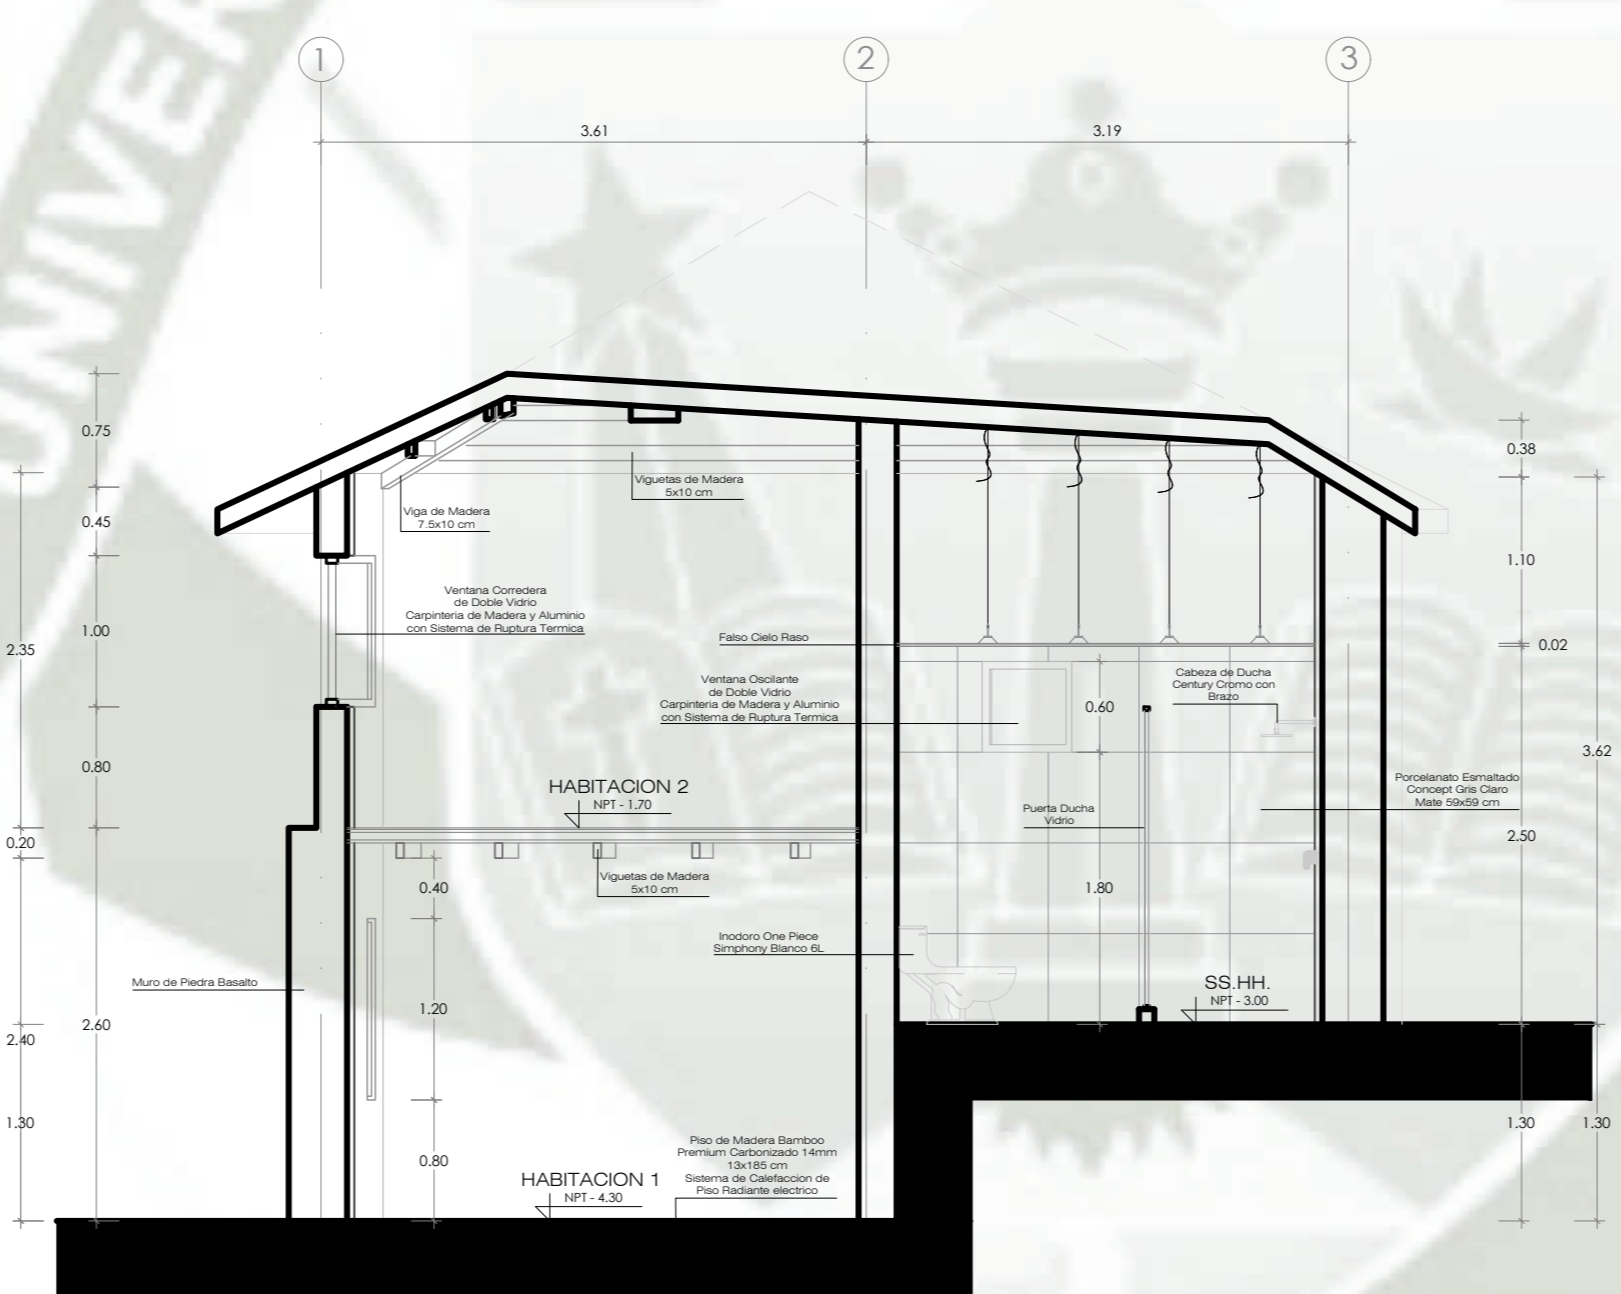 UNIVER
1
2
3
3.61
3.19
0.75
0.45
1.00
2.35
0.80
0.20
2.60
2.40
1.30
0.38
1.10
0.02
3.62
2.50
1.30
1.30
Viguetas de Madera
5x10 cm
Viga de Madera
7.5x10 cm
Ventana Corredera
de Doble Vidrio
Carpinteria de Madera y Aluminio
con Sistema de Ruptura Termica
Falso Cielo Raso
Ventana Oscilante
de Doble Vidrio
Carpinteria de Madera y Aluminio
con Sistema de Ruptura Termica
Cabeza de Ducha
Century Cromo con
Brazo
0.60
Porcelanato Esmaltado
Concept Gris Claro
Mate 59x59 cm
HABITACION 2
NPT - 1.70
Puerta Ducha
Vidrio
Viguetas de Madera
5x10 cm
0.40
1.80
Inodoro One Piece
Simphony Blanco 6L
Muro de Piedra Basalto
SS.HH.
NPT - 3.00
1.20
0.80
Piso de Madera Bamboo
Premium Carbonizado 14mm
13x185 cm
Sistema de Calefaccion de
Piso Radiante electrico
HABITACION 1
NPT - 4.30